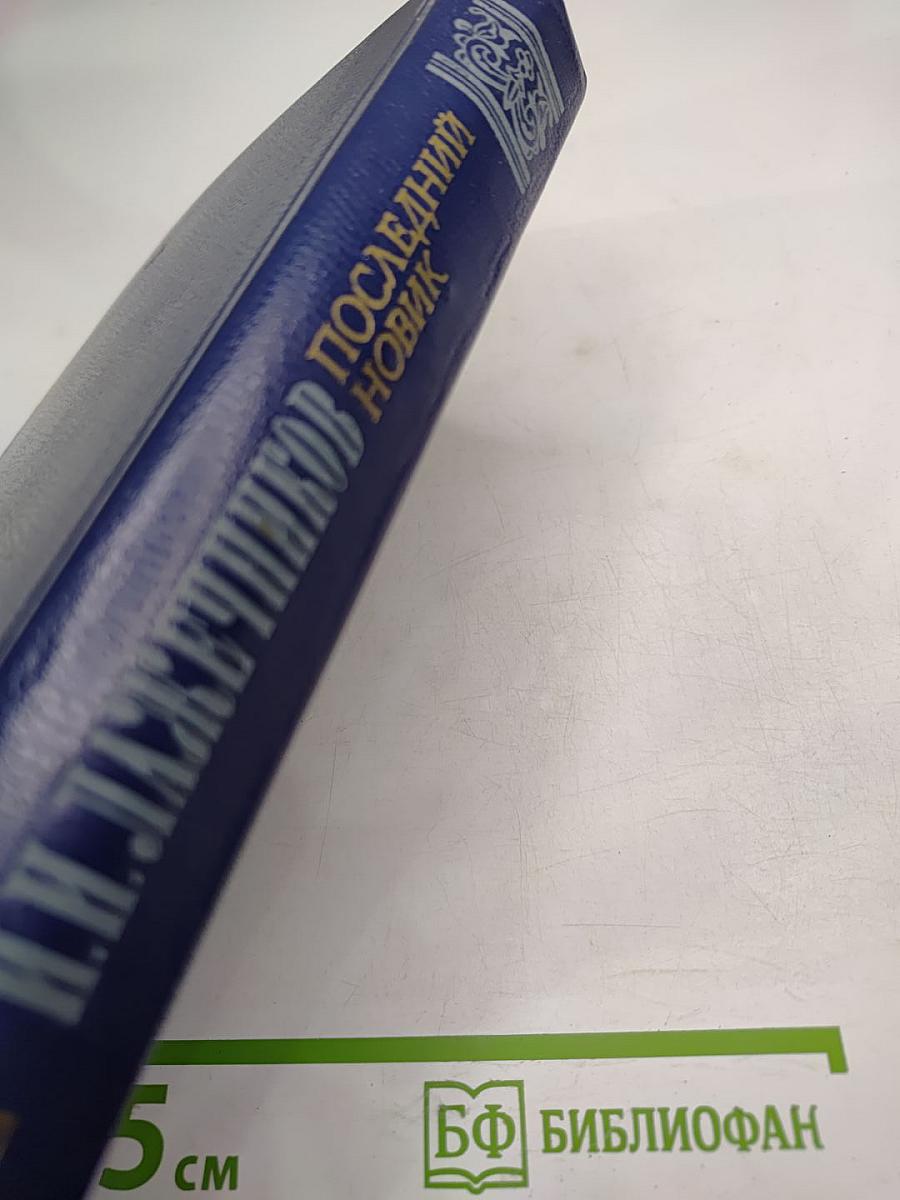 И.И.ЛАЖЕЧНИКОВ
ПОСЛЕДНИЙ
НОВИК
5 см
БФ БИБЛИОФАН